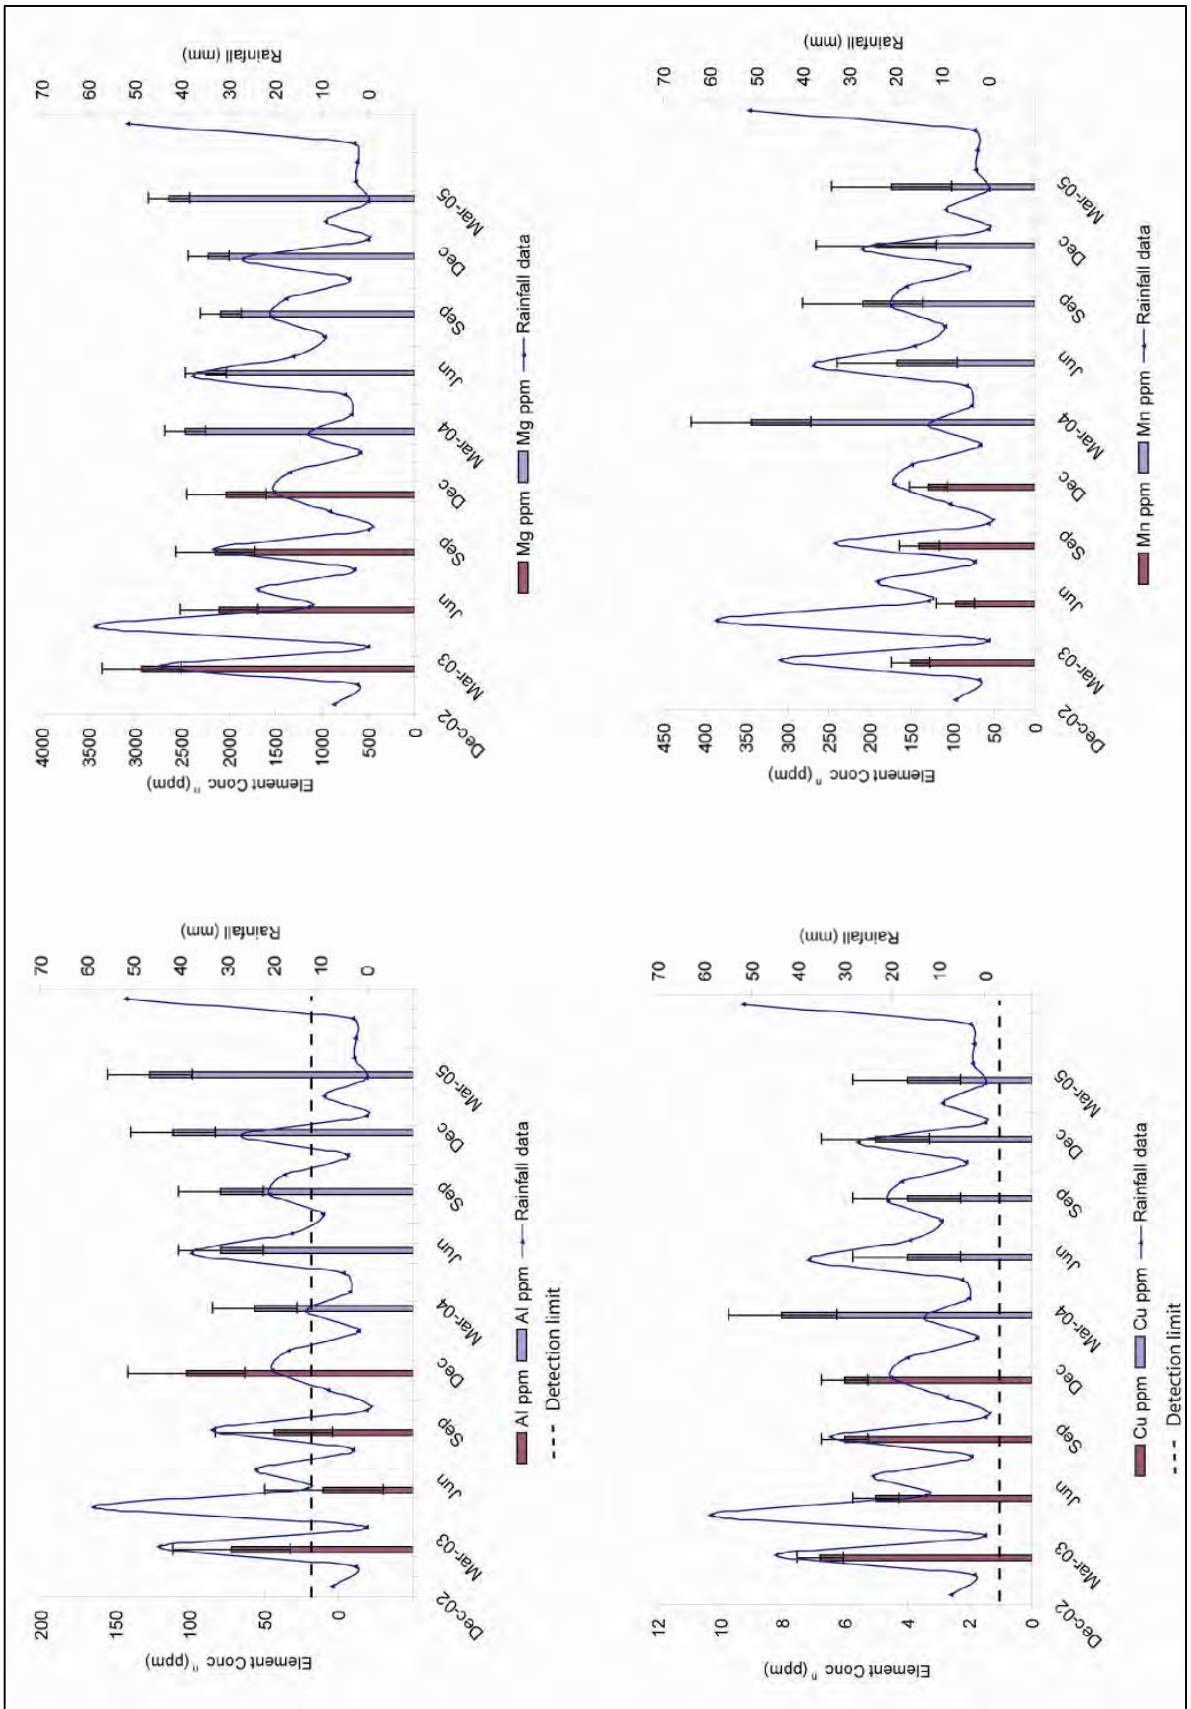 Element Conc n (ppm)
200
150
100
50
0
70
60
50
40
30
20
10
0
Rainfall (mm)
Dec-02
Mar-03
Jun
Sep
Dec
Mar-04
Jun
Sep
Dec
Mar-05
Al ppm Al ppm Rainfall data
Detection limit
Element Conc n (ppm)
4000
3500
3000
2500
2000
1500
1000
500
0
70
60
50
40
30
20
10
0
Rainfall (mm)
Dec-02
Mar-03
Jun
Sep
Dec
Mar-04
Jun
Sep
Dec
Mar-05
Mg ppm Mg ppm Rainfall data
Element Conc n (ppm)
12
10
8
6
4
2
0
70
60
50
40
30
20
10
0
Rainfall (mm)
Dec-02
Mar-03
Jun
Sep
Dec
Mar-04
Jun
Sep
Dec
Mar-05
Cu ppm Cu ppm Rainfall data
Detection limit
Element Conc n (ppm)
450
400
350
300
250
200
150
100
50
0
70
60
50
40
30
20
10
0
Rainfall (mm)
Dec-02
Mar-03
Jun
Sep
Dec
Mar-04
Jun
Sep
Dec
Mar-05
Mn ppm Mn ppm Rainfall data